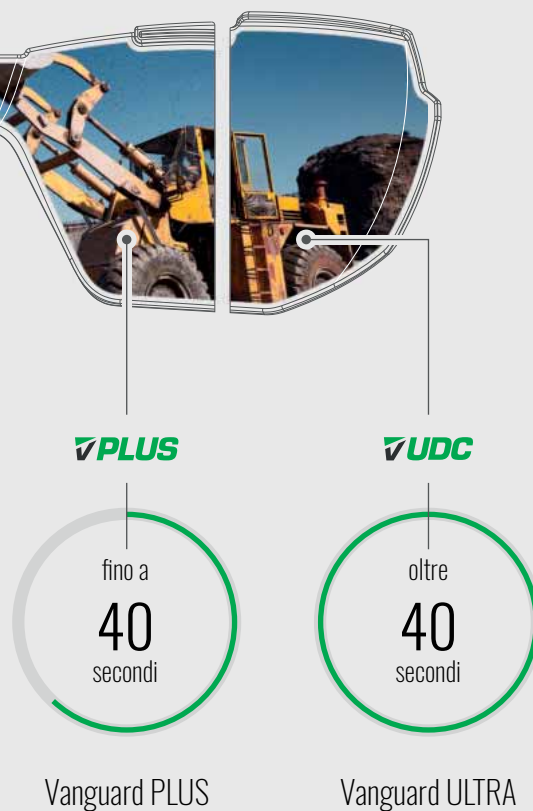 VPLUS
VUDC
fino a
40
secondi
oltre
40
secondi
Vanguard PLUS
Vanguard ULTRA